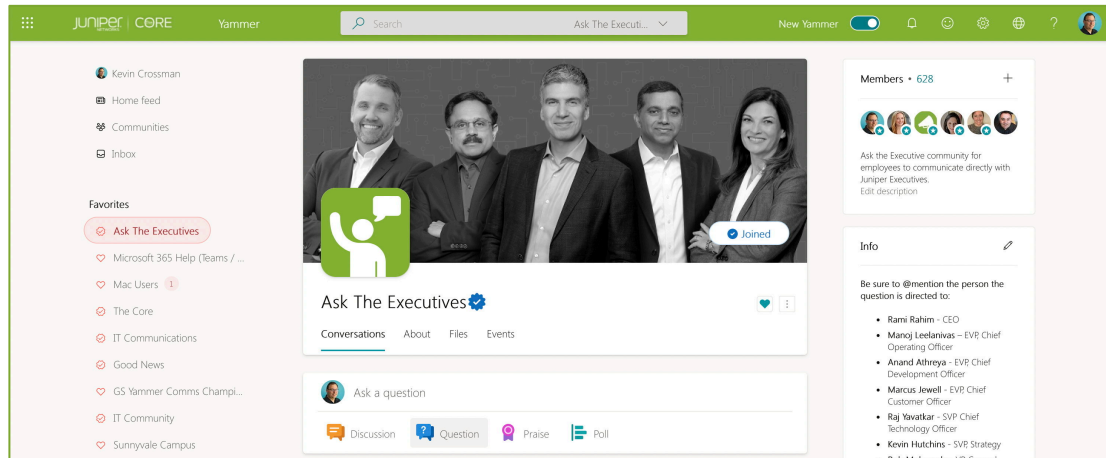 JUNIPER NETWORKS | CORE
Yammer
Search
Ask The Executi...
New Yammer
?
Kevin Crossman
Home feed
Communities
Inbox
Favorites
Ask The Executives
Microsoft 365 Help (Teams / ...
Mac Users 1
The Core
IT Communications
Good News
GS Yammer Comms Champi...
IT Community
Sunnyvale Campus
Joined
Ask The Executives
Conversations About Files Events
Ask a question
Discussion Question Praise Poll
Members • 628
Ask the Executive community for
employees to communicate directly with
Juniper Executives.
Edit description
Info
Be sure to @mention the person the
question is directed to:
• Rami Rahim - CEO
• Manoj Leelanivas – EVP, Chief
Operating Officer
• Anand Athreya - EVP, Chief
Development Officer
• Marcus Jewell - EVP, Chief
Customer Officer
• Raj Yavatkar - SVP Chief
Technology Officer
• Kevin Hutchins - SVP, Strategy